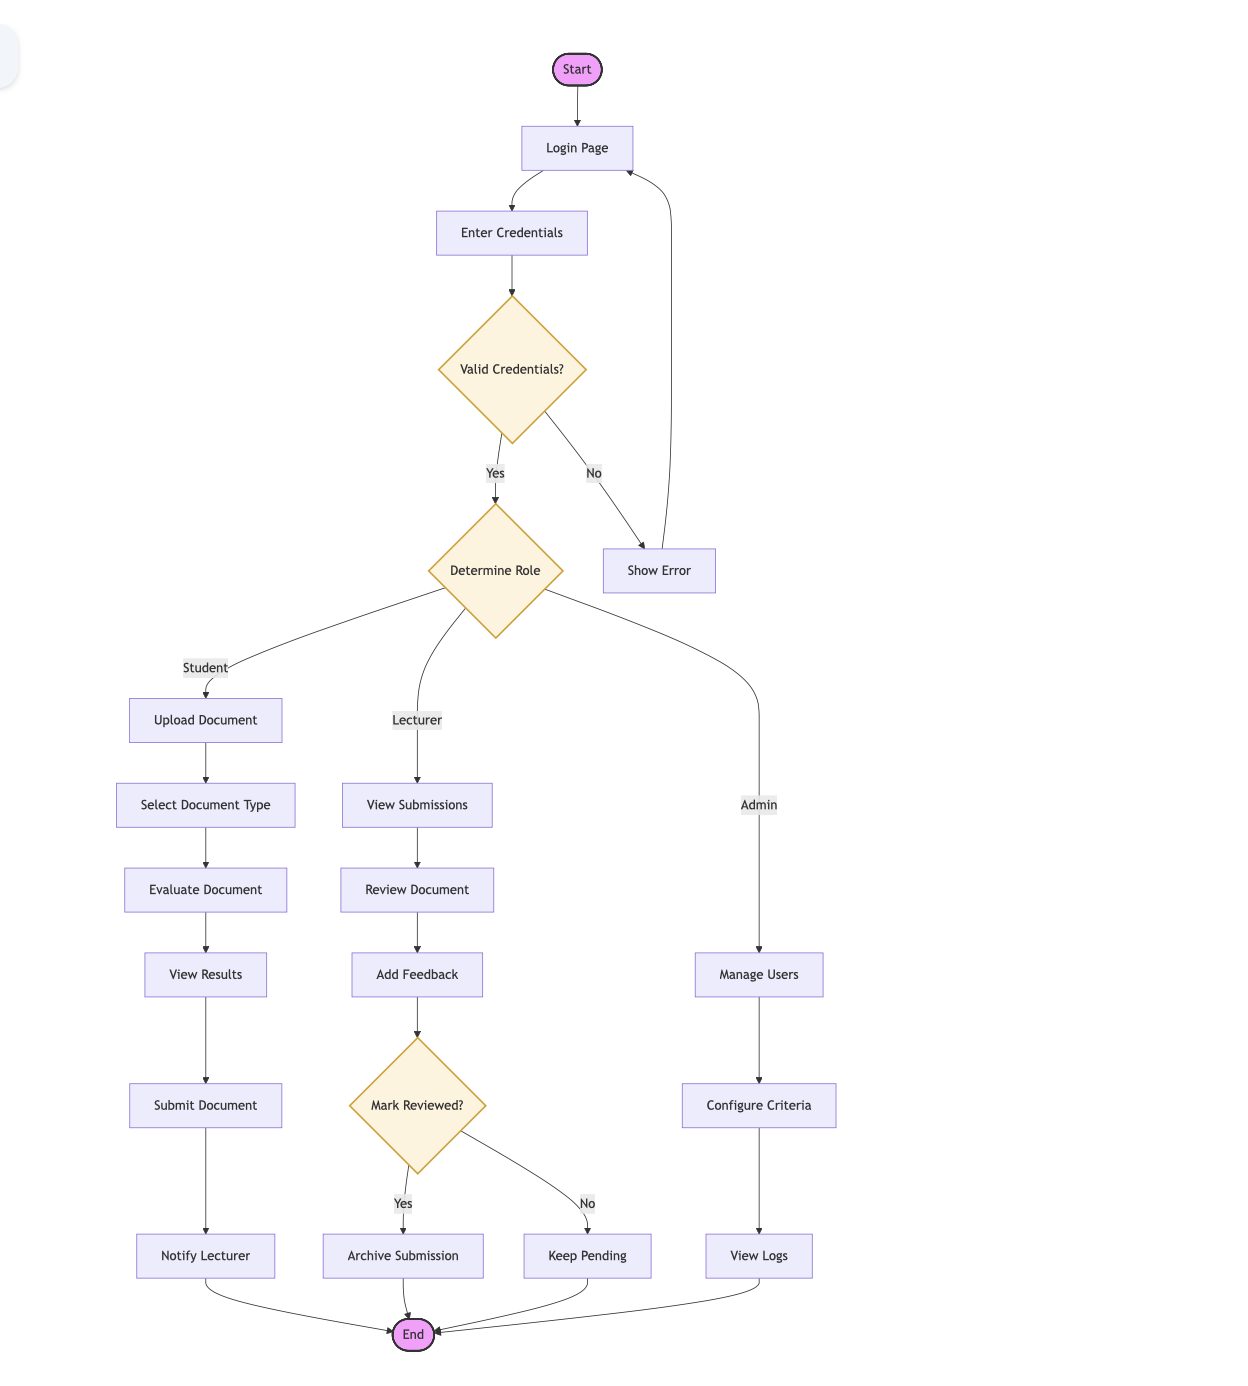 Start
Login Page
Enter Credentials
Valid Credentials?
Yes
No
Determine Role
Show Error
Student
Upload Document
Lecturer
Select Document Type
View Submissions
Admin
Evaluate Document
Review Document
View Results
Add Feedback
Manage Users
Submit Document
Mark Reviewed?
Configure Criteria
Yes
No
Notify Lecturer
Archive Submission
Keep Pending
View Logs
End